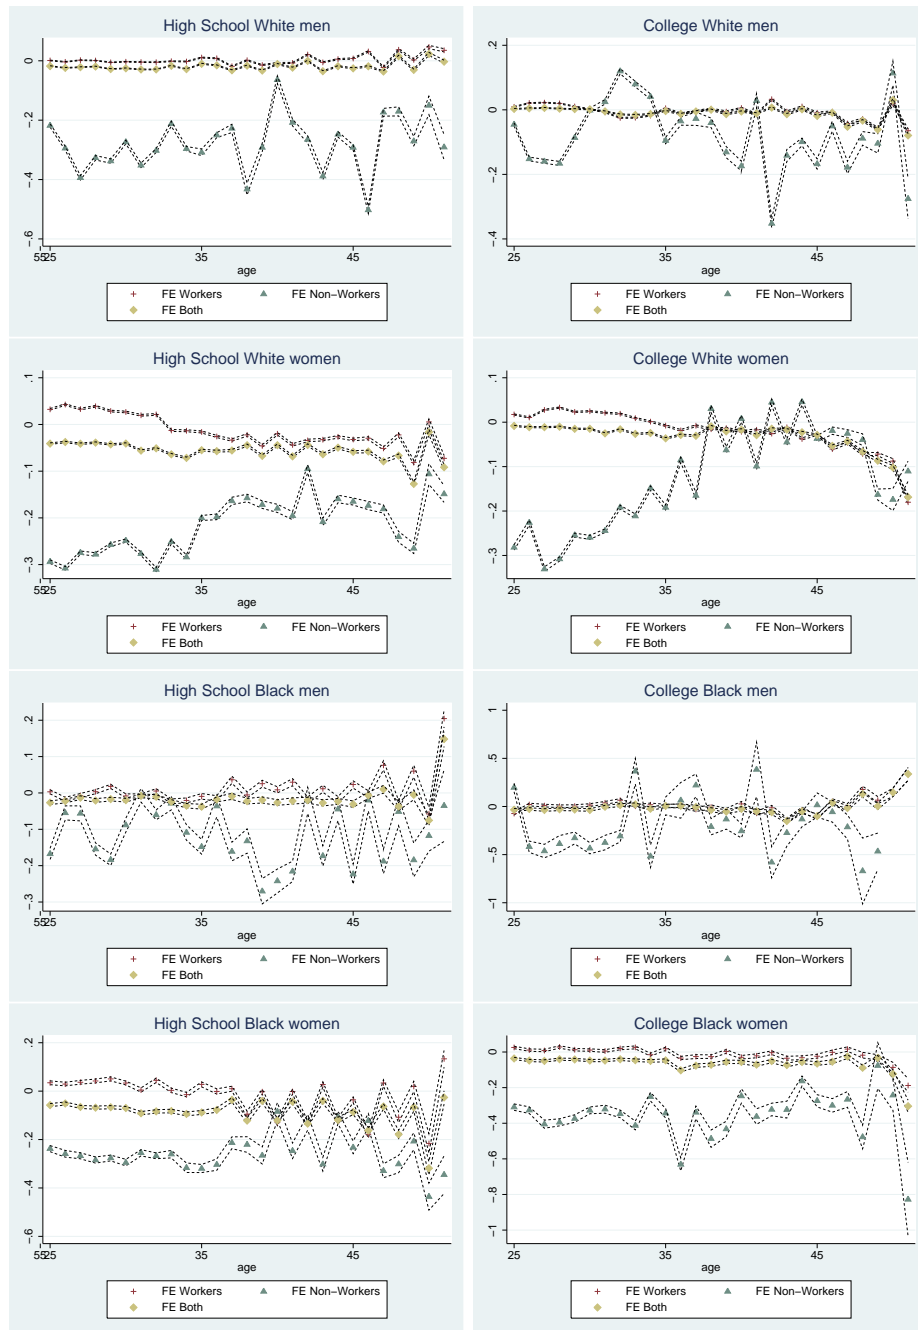 High School White men
0
−.2
−.4
−.6
5525
35
45
age
FE Workers
FE Non−Workers
FE Both
College White men
.2
0
−.2
−.4
25
35
45
age
FE Workers
FE Non−Workers
FE Both
High School White women
.1
0
−.1
−.2
−.3
5525
35
45
age
FE Workers
FE Non−Workers
FE Both
College White women
.1
0
−.1
−.2
−.3
25
35
45
age
FE Workers
FE Non−Workers
FE Both
High School Black men
.2
.1
0
−.1
−.2
−.3
5525
35
45
age
FE Workers
FE Non−Workers
FE Both
College Black men
1
.5
0
−.5
−1
25
35
45
age
FE Workers
FE Non−Workers
FE Both
High School Black women
.2
0
−.2
−.4
−.6
5525
35
45
age
FE Workers
FE Non−Workers
FE Both
College Black women
0
−.2
−.4
−.6
−.8
−1
25
35
45
age
FE Workers
FE Non−Workers
FE Both